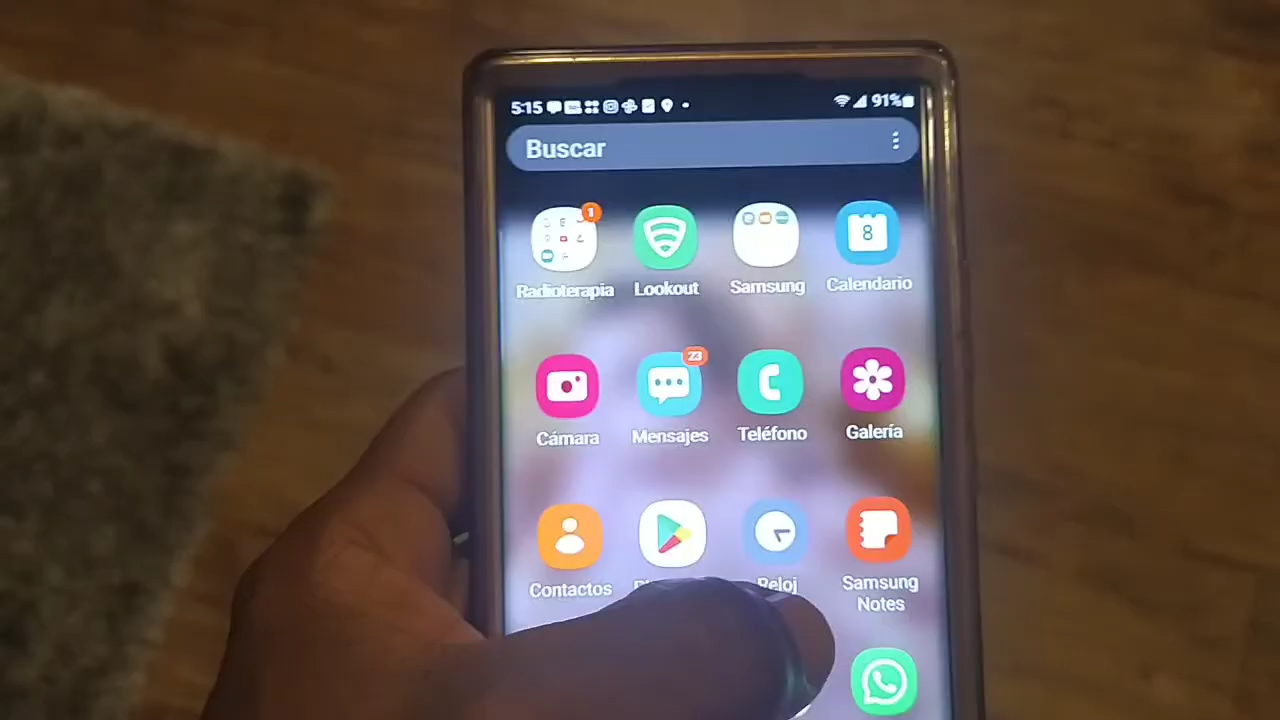 5:15 91%
Buscar
1
8
Radioterapia Lookout Samsung Calendario
23
Cámara Mensajes Teléfono Galería
Contactos Reloj Samsung
Notes